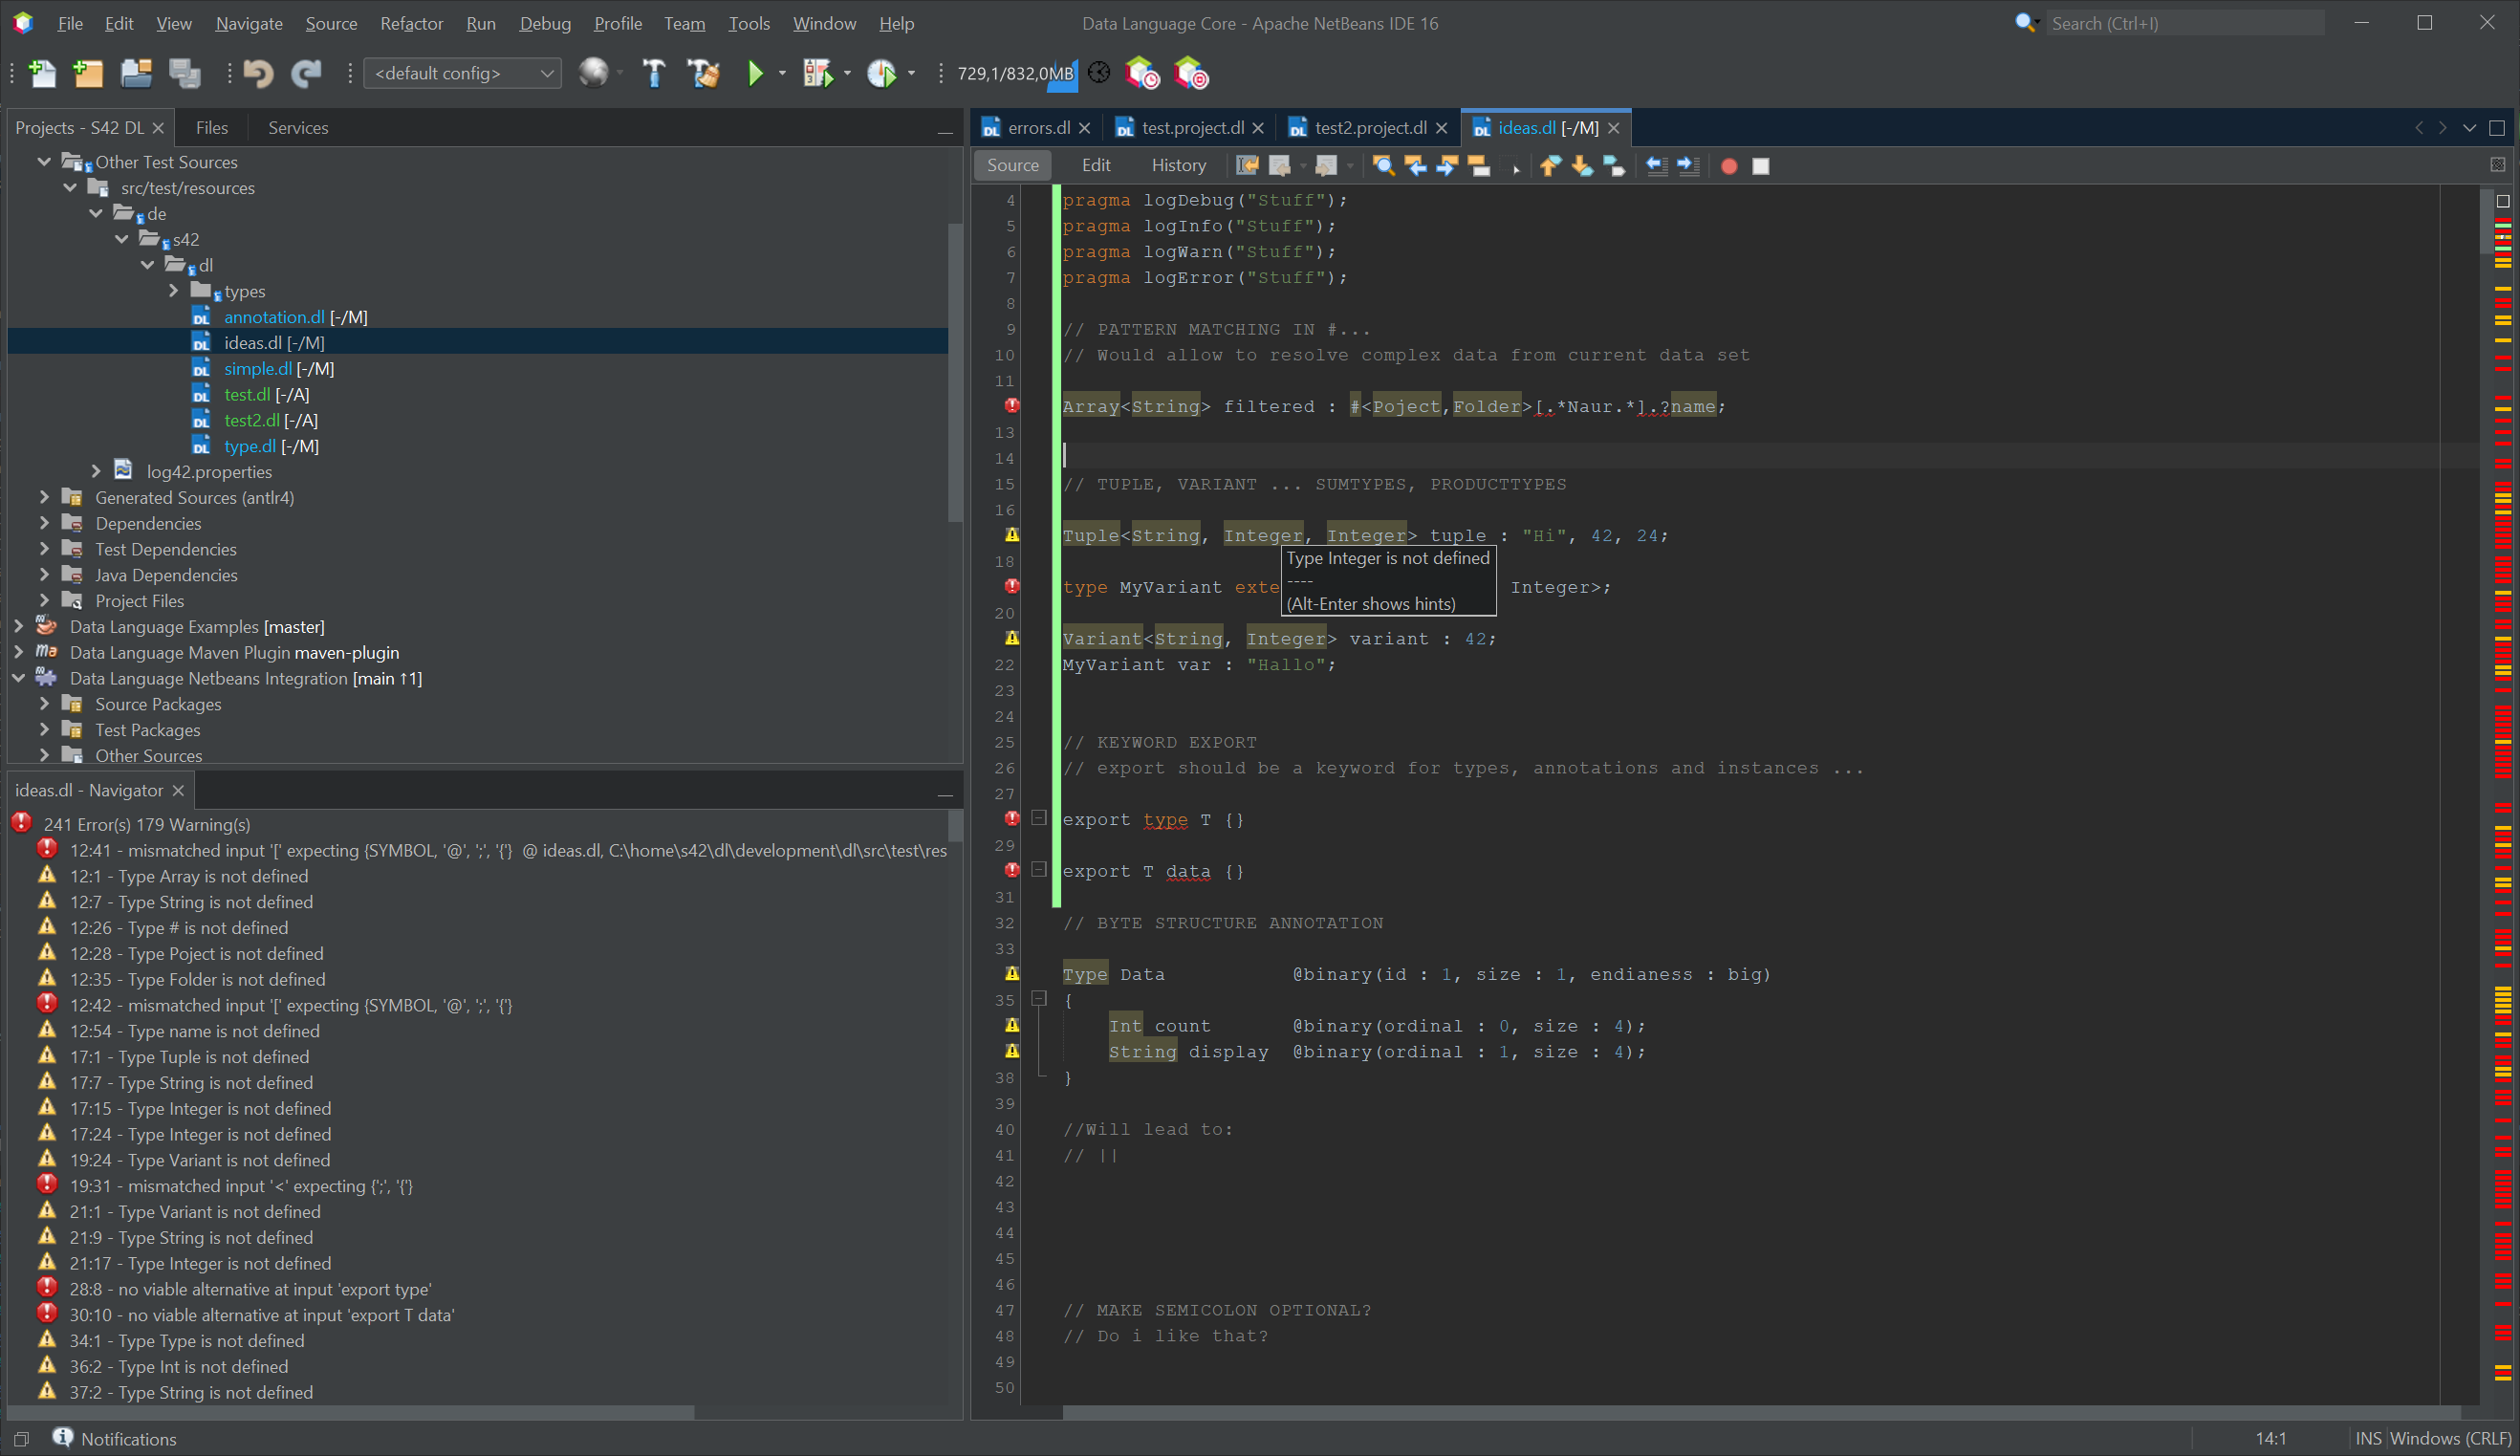 File Edit View Navigate Source Refactor Run Debug Profile Team Tools Window Help Data Language Core - Apache NetBeans IDE 16 Search (Ctrl+I)
<default config> 729,1/832,0MB
Projects - S42 DL Files Services
Other Test Sources
src/test/resources
de
s42
dl
types
DL annotation.dl [-/M]
DL ideas.dl [-/M]
DL simple.dl [-/M]
DL test.dl [-/A]
DL test2.dl [-/A]
DL type.dl [-/M]
log42.properties
Generated Sources (antlr4)
Dependencies
Test Dependencies
Java Dependencies
Project Files
Data Language Examples [master]
ma Data Language Maven Plugin maven-plugin
Data Language Netbeans Integration [main ↑1]
Source Packages
Test Packages
Other Sources
ideas.dl - Navigator
241 Error(s) 179 Warning(s)
12:41 - mismatched input '[' expecting {SYMBOL, '@', ';', '{'} @ ideas.dl, C:\home\s42\dl\development\dl\src\test\res
12:1 - Type Array is not defined
12:7 - Type String is not defined
12:26 - Type # is not defined
12:28 - Type Poject is not defined
12:35 - Type Folder is not defined
12:42 - mismatched input '[' expecting {SYMBOL, '@', ';', '{'}
12:54 - Type name is not defined
17:1 - Type Tuple is not defined
17:7 - Type String is not defined
17:15 - Type Integer is not defined
17:24 - Type Integer is not defined
19:24 - Type Variant is not defined
19:31 - mismatched input '<' expecting {';', '{'}
21:1 - Type Variant is not defined
21:9 - Type String is not defined
21:17 - Type Integer is not defined
28:8 - no viable alternative at input 'export type'
30:10 - no viable alternative at input 'export T data'
34:1 - Type Type is not defined
36:2 - Type Int is not defined
37:2 - Type String is not defined
DL errors.dl DL test.project.dl DL test2.project.dl DL ideas.dl [-/M]
Source Edit History
4 pragma logDebug("Stuff");
5 pragma logInfo("Stuff");
6 pragma logWarn("Stuff");
7 pragma logError("Stuff");
8
9 // PATTERN MATCHING IN #...
10 // Would allow to resolve complex data from current data set
11
Array<String> filtered : #<Poject,Folder>[.*Naur.*].?name;
13
14
15 // TUPLE, VARIANT ... SUMTYPES, PRODUCTTYPES
16
Tuple<String, Integer, Integer> tuple : "Hi", 42, 24;
18
type MyVariant exte Integer>;
Type Integer is not defined
----
(Alt-Enter shows hints)
20
Variant<String, Integer> variant : 42;
22 MyVariant var : "Hallo";
23
24
25 // KEYWORD EXPORT
26 // export should be a keyword for types, annotations and instances ...
27
export type T {}
29
export T data {}
31
32 // BYTE STRUCTURE ANNOTATION
33
Type Data @binary(id : 1, size : 1, endianess : big)
35 {
Int count @binary(ordinal : 0, size : 4);
String display @binary(ordinal : 1, size : 4);
38 }
39
40 //Will lead to:
41 // ||
42
43
44
45
46
47 // MAKE SEMICOLON OPTIONAL?
48 // Do i like that?
49
50
Notifications 14:1 INS Windows (CRLF)